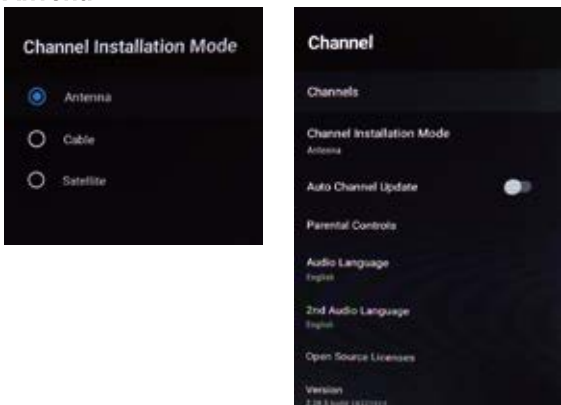 Channel Installation Mode
Antenna
Cable
Satellite
Channel
Channels
Channel Installation Mode
Antenna
Auto Channel Update
Parental Controls
Audio Language
English
2nd Audio Language
English
Open Source Licenses
Version